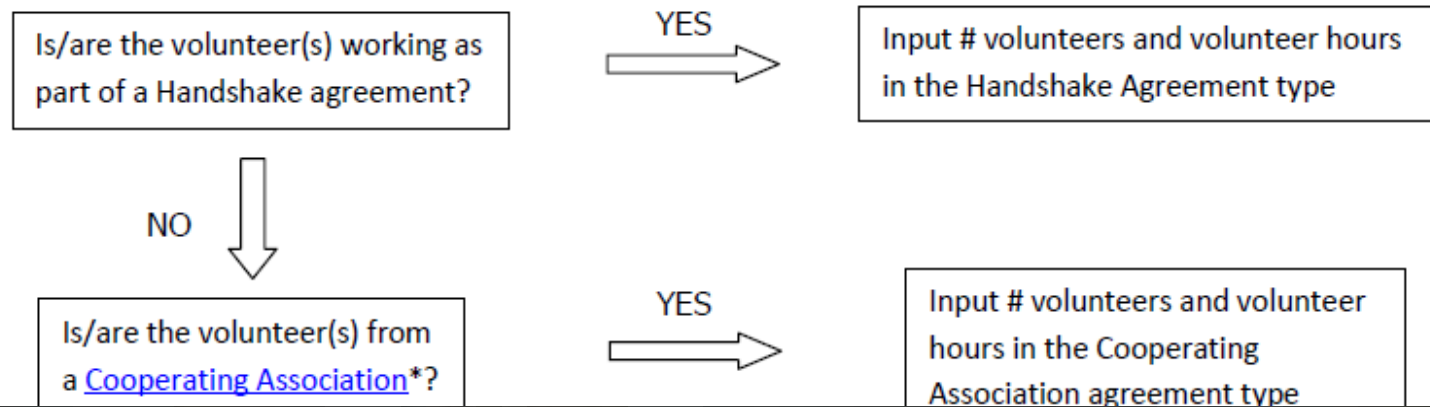 Is/are the volunteer(s) working as
part of a Handshake agreement?
YES
Input # volunteers and volunteer hours
in the Handshake Agreement type
NO
Is/are the volunteer(s) from
a Cooperating Association*?
YES
Input # volunteers and volunteer
hours in the Cooperating
Association agreement type